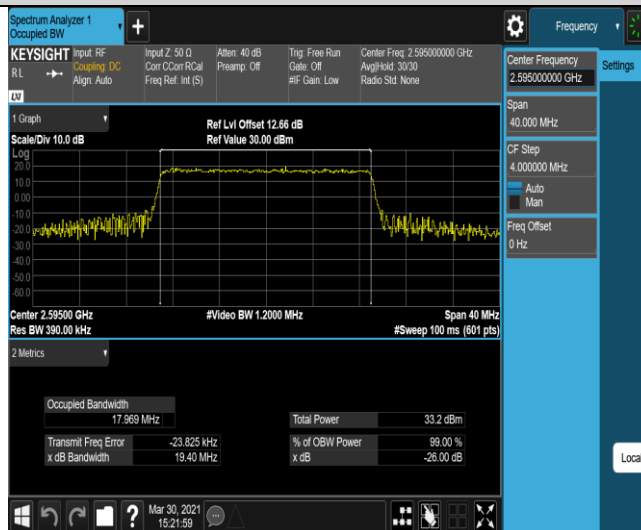 Spectrum Analyzer 1
Occupied BW
+
Frequency
KEYSIGHT
RL
LXI
Input: RF
Coupling: DC
Align: Auto
Input Z: 50 Ω
Corr CCorr RCal
Freq Ref: Int (S)
Atten: 40 dB
Preamp: Off
Trig: Free Run
Gate: Off
#IF Gain: Low
Center Freq: 2.595000000 GHz
Avg|Hold: 30/30
Radio Std: None
Center Frequency
2.595000000 GHz
Settings
Span
40.000 MHz
CF Step
4.000000 MHz
Auto
Man
Freq Offset
0 Hz
Local
1 Graph
Scale/Div 10.0 dB
Ref Lvl Offset 12.66 dB
Ref Value 30.00 dBm
Log
20.0
10.0
0.00
-10.0
-20.0
-30.0
-40.0
-50.0
-60.0
Center 2.59500 GHz
#Video BW 1.2000 MHz
Span 40 MHz
Res BW 390.00 kHz
#Sweep 100 ms (601 pts)
2 Metrics
Occupied Bandwidth
17.969 MHz
Total Power 33.2 dBm
Transmit Freq Error -23.825 kHz
% of OBW Power 99.00 %
x dB Bandwidth 19.40 MHz
x dB -26.00 dB
?
Mar 30, 2021
15:21:59